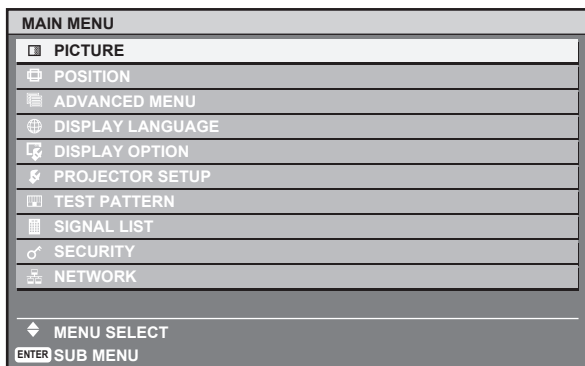 MAIN MENU
PICTURE
POSITION
ADVANCED MENU
DISPLAY LANGUAGE
DISPLAY OPTION
PROJECTOR SETUP
TEST PATTERN
SIGNAL LIST
SECURITY
NETWORK
MENU SELECT
ENTER SUB MENU